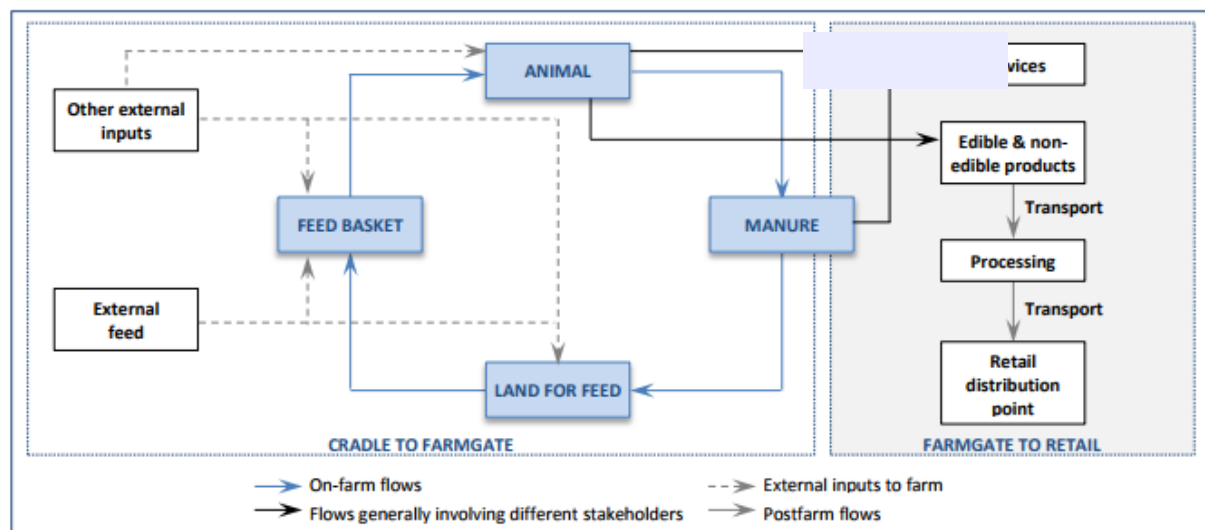 ANIMAL
Other external
inputs
Edible & non-
edible products
Transport
FEED BASKET
MANURE
Processing
External
feed
Transport
LAND FOR FEED
Retail
distribution
point
CRADLE TO FARMGATE
FARMGATE TO RETAIL
On-farm flows
External inputs to farm
Flows generally involving different stakeholders
Postfarm flows